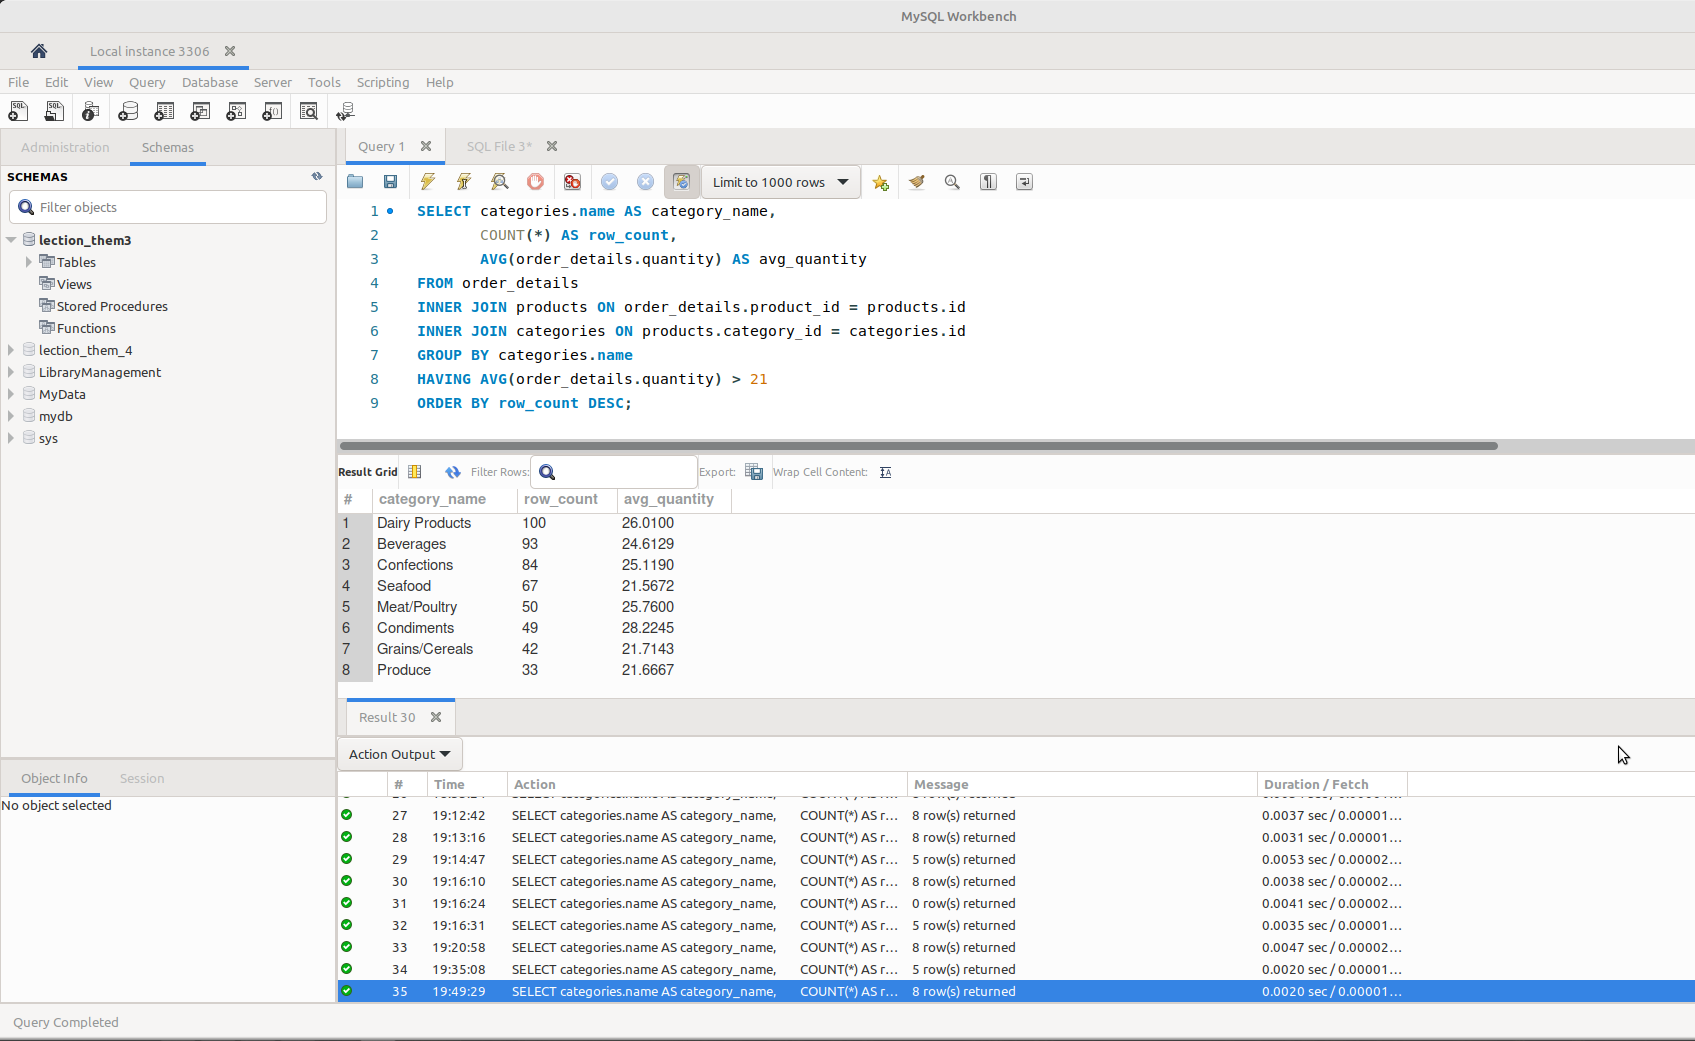 MySQL Workbench
Local instance 3306
File Edit View Query Database Server Tools Scripting Help
Administration Schemas
SCHEMAS
Filter objects
lection_them3
Tables
Views
Stored Procedures
Functions
lection_them_4
LibraryManagement
MyData
mydb
sys
Object Info Session
No object selected
Query 1 SQL File 3*
Limit to 1000 rows
1 SELECT categories.name AS category_name,
2 COUNT(*) AS row_count,
3 AVG(order_details.quantity) AS avg_quantity
4 FROM order_details
5 INNER JOIN products ON order_details.product_id = products.id
6 INNER JOIN categories ON products.category_id = categories.id
7 GROUP BY categories.name
8 HAVING AVG(order_details.quantity) > 21
9 ORDER BY row_count DESC;
Result Grid Filter Rows: Export: Wrap Cell Content:
# category_name row_count avg_quantity
1 Dairy Products 100 26.0100
2 Beverages 93 24.6129
3 Confections 84 25.1190
4 Seafood 67 21.5672
5 Meat/Poultry 50 25.7600
6 Condiments 49 28.2245
7 Grains/Cereals 42 21.7143
8 Produce 33 21.6667
Result 30
Action Output
# Time Action Message Duration / Fetch
27 19:12:42 SELECT categories.name AS category_name, COUNT(*) AS r... 8 row(s) returned 0.0037 sec / 0.00001...
28 19:13:16 SELECT categories.name AS category_name, COUNT(*) AS r... 8 row(s) returned 0.0031 sec / 0.00001...
29 19:14:47 SELECT categories.name AS category_name, COUNT(*) AS r... 5 row(s) returned 0.0053 sec / 0.00002...
30 19:16:10 SELECT categories.name AS category_name, COUNT(*) AS r... 8 row(s) returned 0.0038 sec / 0.00002...
31 19:16:24 SELECT categories.name AS category_name, COUNT(*) AS r... 0 row(s) returned 0.0041 sec / 0.00002...
32 19:16:31 SELECT categories.name AS category_name, COUNT(*) AS r... 5 row(s) returned 0.0035 sec / 0.00001...
33 19:20:58 SELECT categories.name AS category_name, COUNT(*) AS r... 8 row(s) returned 0.0047 sec / 0.00002...
34 19:35:08 SELECT categories.name AS category_name, COUNT(*) AS r... 5 row(s) returned 0.0020 sec / 0.00001...
35 19:49:29 SELECT categories.name AS category_name, COUNT(*) AS r... 8 row(s) returned 0.0020 sec / 0.00001...
Query Completed